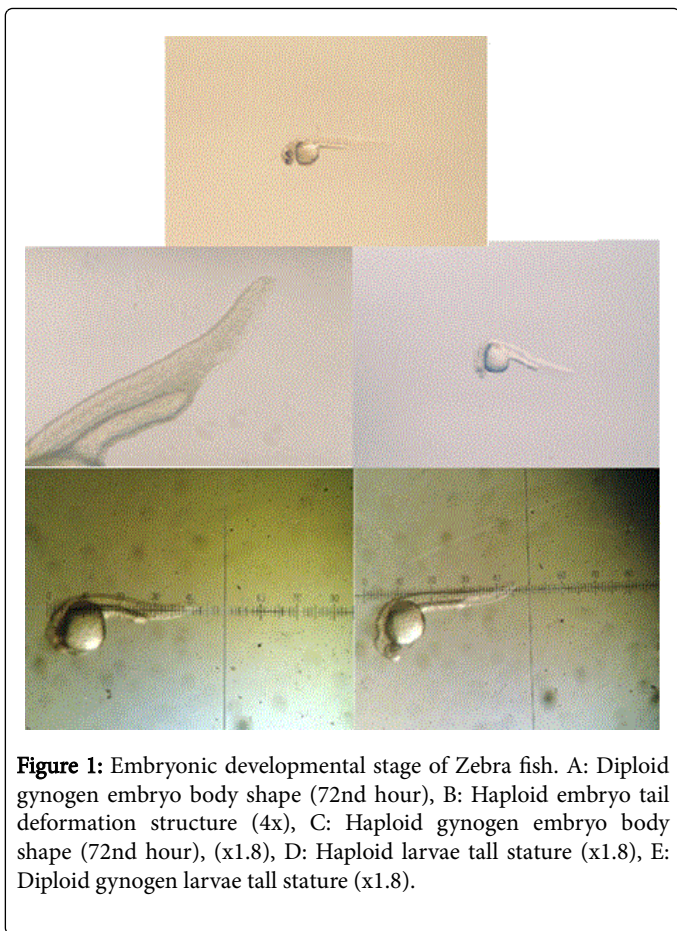 Figure 1: Embryonic developmental stage of Zebra fish. A: Diploid
gynogen embryo body shape (72nd hour), B: Haploid embryo tail
deformation structure (4x), C: Haploid gynogen embryo body
shape (72nd hour), (x1.8), D: Haploid larvae tall stature (x1.8), E:
Diploid gynogen larvae tall stature (x1.8).